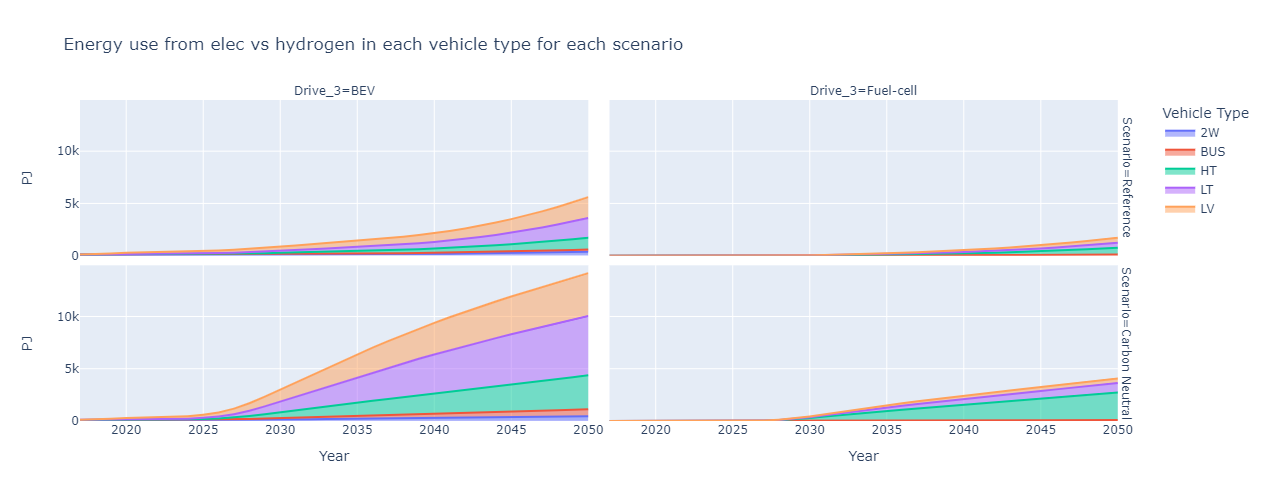 Energy use from elec vs hydrogen in each vehicle type for each scenario
Drive_3=BEV
Drive_3=Fuel-cell
Vehicle Type
2W
BUS
HT
LT
LV
10k
5k
0
PJ
Scenario=Reference
10k
5k
0
PJ
Scenario=Carbon Neutral
2020 2025 2030 2035 2040 2045 2050
2020 2025 2030 2035 2040 2045 2050
Year
Year